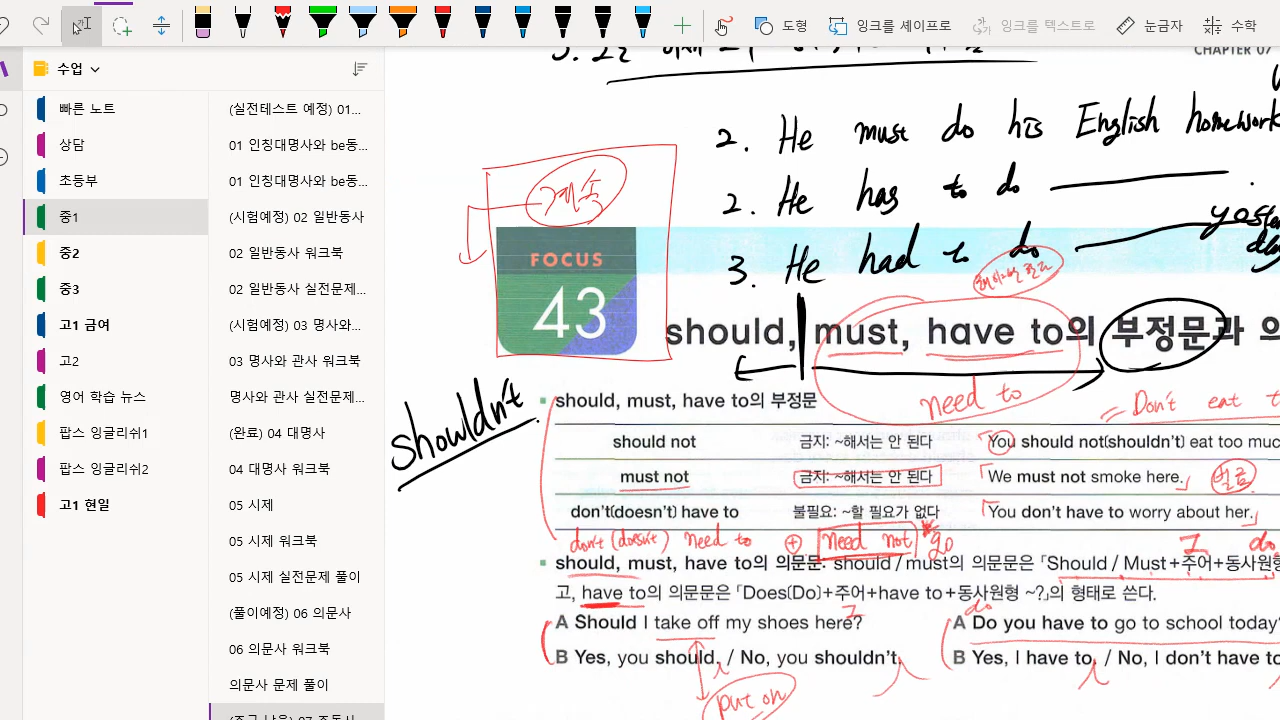 도형
잉크를 셰이프로
잉크를 텍스트로
눈금자
수학
수업
빠른 노트
상담
초등부
중1
중2
중3
고1 금여
고2
영어 학습 뉴스
팝스 잉글리쉬1
팝스 잉글리쉬2
고1 현일
(실전테스트 예정) 01...
01 인칭대명사와 be동...
01 인칭대명사와 be동...
(시험예정) 02 일반동사
02 일반동사 워크북
02 일반동사 실전문제...
(시험예정) 03 명사와...
03 명사와 관사 워크북
명사와 관사 실전문제...
(완료) 04 대명사
04 대명사 워크북
05 시제
05 시제 워크북
05 시제 실전문제 풀이
(풀이예정) 06 의문사
06 의문사 워크북
의문사 문제 풀이
CHAPTER 07
2. He must do his English homework
2. He has to do
3. He had to do
계속
FOCUS
43
should, must, have to의 부정문과
need to
shouldn't
should, must, have to의 부정문
Don't eat
should not 금지: ~해서는 안 된다 You should not(shouldn't) eat too muc
must not 금지: ~해서는 안 된다 We must not smoke here.
don't(doesn't) have to 불필요: ~할 필요가 없다 You don't have to worry about her.
don't (doesn't) need to ⊕ need not go
I do
should, must, have to의 의문문: should / must의 의문문은 「Should / Must+주어+동사원형
고, have to의 의문문은 「Does(Do)+주어+have to+동사원형 ~?」의 형태로 쓴다.
I do
A Should I take off my shoes here?
B Yes, you should. / No, you shouldn't.
put on
A Do you have to go to school today
B Yes, I have to. / No, I don't have to